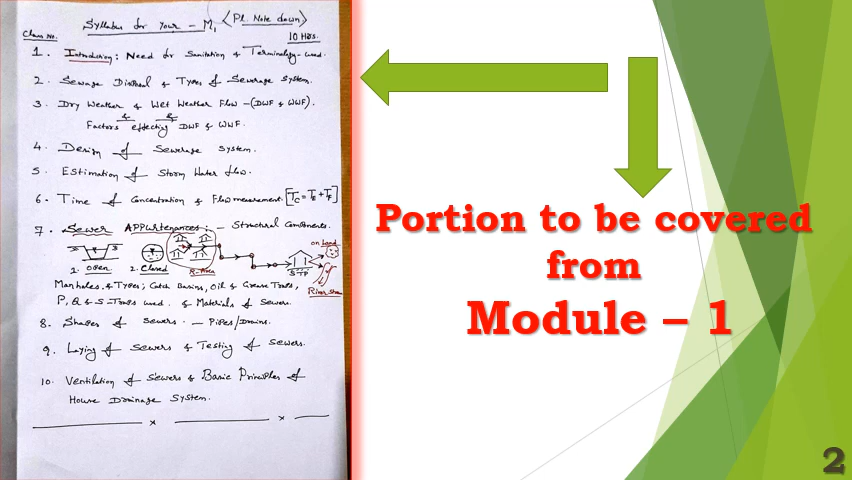 Syllabus for Your - M1 (Pl. Note down)
Class No. 10 HRS.
1. Introduction: Need for Sanitation & Terminology-used.
2. Sewage Disposal & Types of Sewerage System.
3. Dry Weather & Wet Weather Flow - (DWF & WWF).
& &
Factors effecting DWF & WWF.
4. Design of Sewerage System.
5. Estimation of Storm Water flow.
6. Time of Concentration & Flow measurement. [Tc = TE + TF]
7. Sewer APPURTENANCES: - Structural Components.
on Land
1. open 2. Closed R-Area S-T-P
Manholes & Types, Catch Basins, Oil & Grease Traps,
River
P, Q & S-Traps used. & Materials of Sewers.
8. Shapes of Sewers. - Pipes/Drains.
9. Laying of Sewers & Testing of Sewers.
10. Ventilation of Sewers & Basic Principles of
House Drainage System.
x x
Portion to be covered
from
Module – 1
2